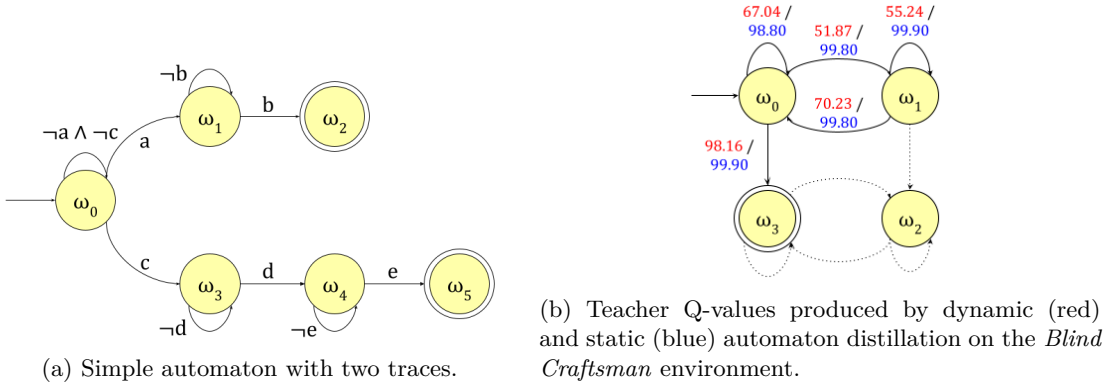 ¬a ∧ ¬c
a
c
ω0
¬b
ω1
b
ω2
ω3
¬d
d
ω4
¬e
e
ω5
(a) Simple automaton with two traces.
67.04 /
98.80
51.87 /
99.80
55.24 /
99.90
ω0
ω1
70.23 /
99.80
98.16 /
99.90
ω3
ω2
(b) Teacher Q-values produced by dynamic (red)
and static (blue) automaton distillation on the Blind
Craftsman environment.